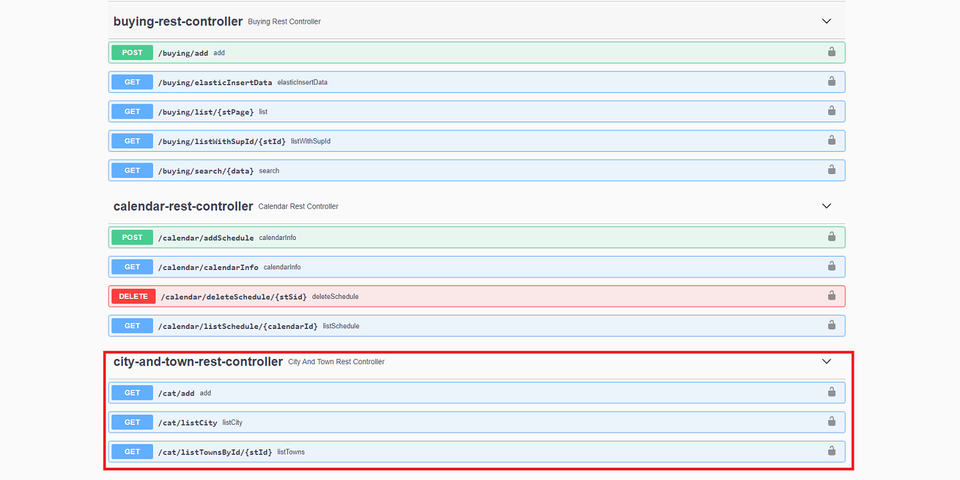 buying-rest-controller Buying Rest Controller
POST /buying/add add
GET /buying/elasticInsertData elasticInsertData
GET /buying/list/{stPage} list
GET /buying/listWithSupId/{stId} listWithSupId
GET /buying/search/{data} search
calendar-rest-controller Calendar Rest Controller
POST /calendar/addSchedule calendarInfo
GET /calendar/calendarInfo calendarInfo
DELETE /calendar/deleteSchedule/{stSid} deleteSchedule
GET /calendar/listSchedule/{calendarId} listSchedule
city-and-town-rest-controller City And Town Rest Controller
GET /cat/add add
GET /cat/listCity listCity
GET /cat/listTownsById/{stId} listTowns